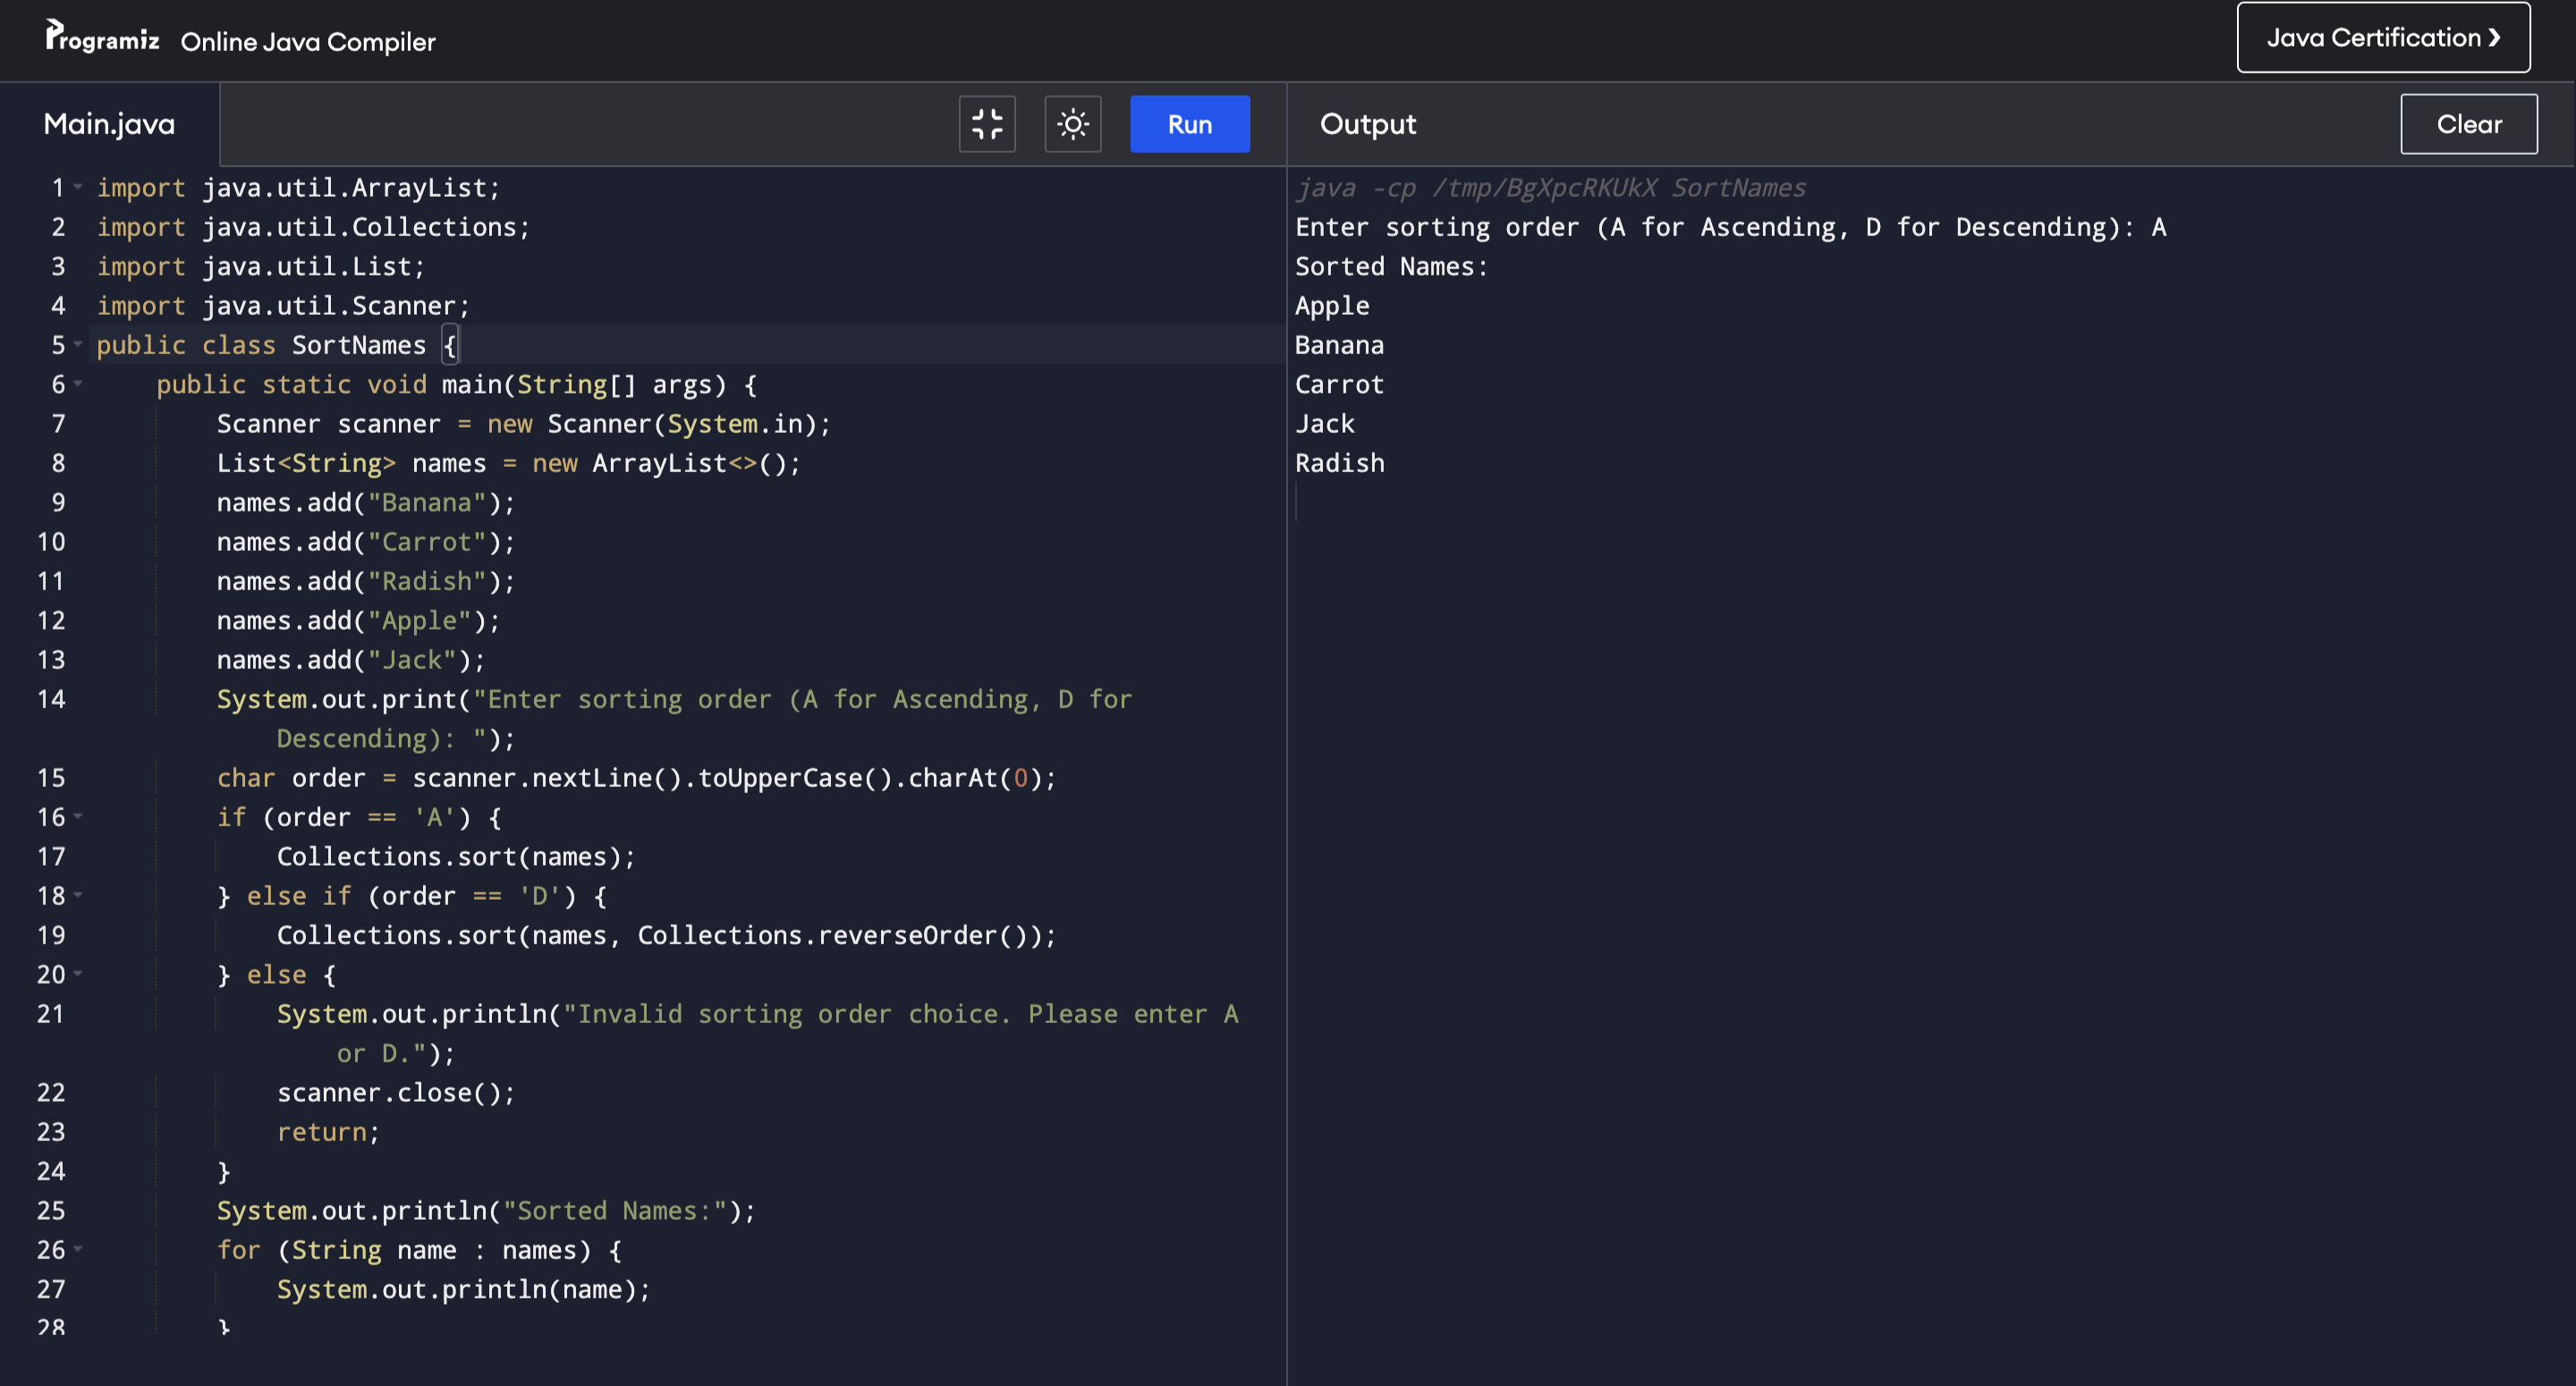 Programiz Online Java Compiler
Java Certification ❯
Main.java
Run
Output
Clear
1 import java.util.ArrayList;
2 import java.util.Collections;
3 import java.util.List;
4 import java.util.Scanner;
5 public class SortNames {
6     public static void main(String[] args) {
7         Scanner scanner = new Scanner(System.in);
8         List<String> names = new ArrayList<>();
9         names.add("Banana");
10         names.add("Carrot");
11         names.add("Radish");
12         names.add("Apple");
13         names.add("Jack");
14         System.out.print("Enter sorting order (A for Ascending, D for
            Descending): ");
15         char order = scanner.nextLine().toUpperCase().charAt(0);
16         if (order == 'A') {
17             Collections.sort(names);
18         } else if (order == 'D') {
19             Collections.sort(names, Collections.reverseOrder());
20         } else {
21             System.out.println("Invalid sorting order choice. Please enter A
                or D.");
22             scanner.close();
23             return;
24         }
25         System.out.println("Sorted Names:");
26         for (String name : names) {
27             System.out.println(name);
28         }
java -cp /tmp/BgXpcRKUkX SortNames
Enter sorting order (A for Ascending, D for Descending): A
Sorted Names:
Apple
Banana
Carrot
Jack
Radish